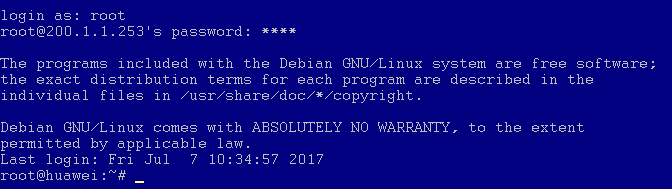 login as: root
root@200.1.1.253's password: ****
The programs included with the Debian GNU/Linux system are free software;
the exact distribution terms for each program are described in the
individual files in /usr/share/doc/*/copyright.
Debian GNU/Linux comes with ABSOLUTELY NO WARRANTY, to the extent
permitted by applicable law.
Last login: Fri Jul  7 10:34:57 2017
root@huawei:~# _